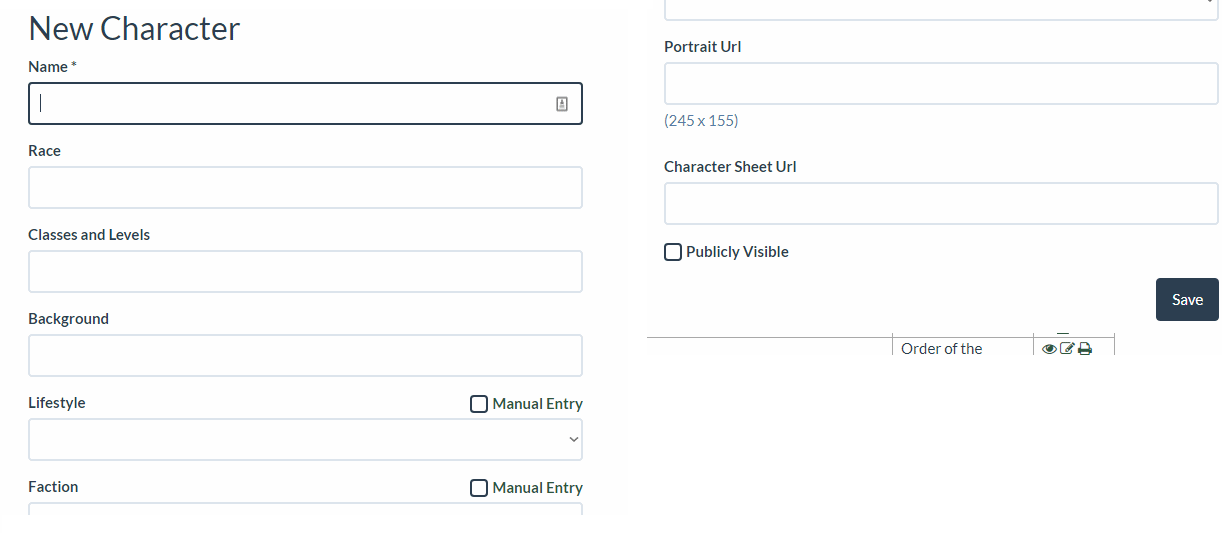 New Character
Name *
Race
Classes and Levels
Background
Lifestyle
Manual Entry
Faction
Manual Entry
Portrait Url
(245 x 155)
Character Sheet Url
Publicly Visible
Save
Order of the